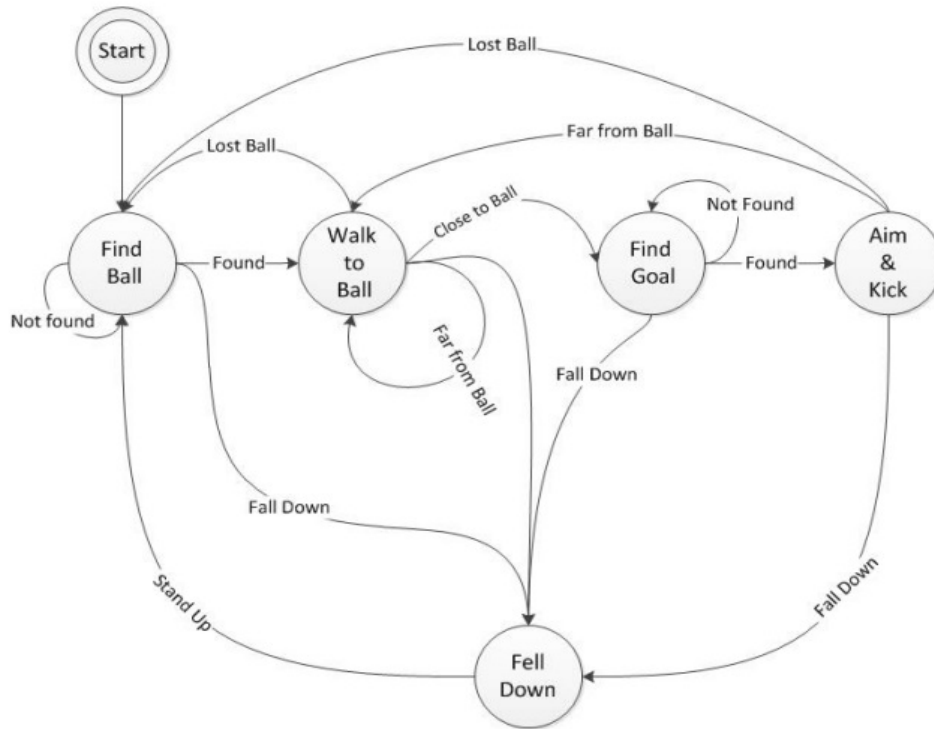 Start
Lost Ball
Far from Ball
Lost Ball
Close to Ball
Not Found
Find
Ball
Found
Walk
to
Ball
Find
Goal
Found
Aim
&
Kick
Not found
Far from Ball
Fall Down
Fall Down
Stand Up
Fall Down
Fell
Down